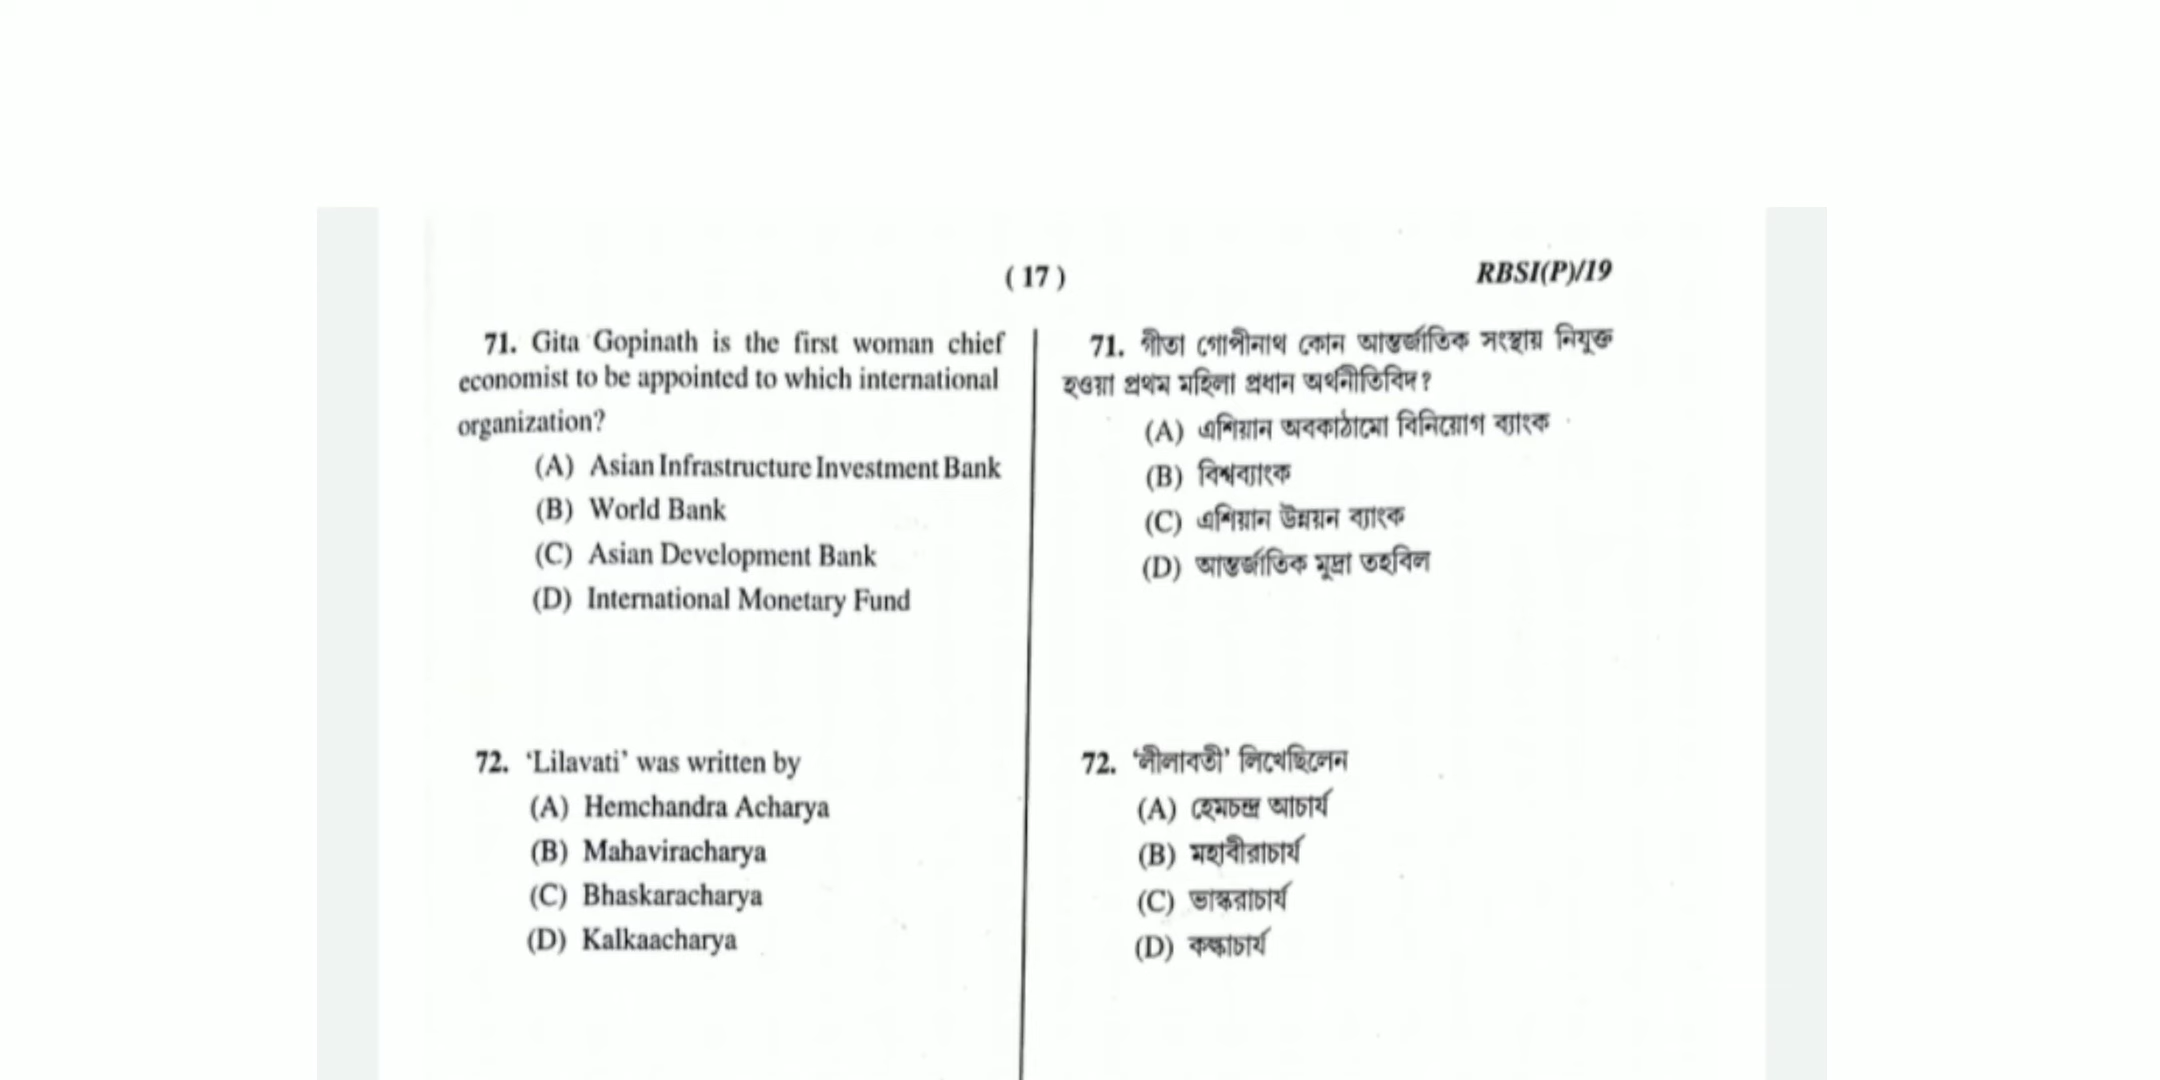 ( 17 )
RBSI(P)/19
71. Gita Gopinath is the first woman chief
economist to be appointed to which international
organization?
(A) Asian Infrastructure Investment Bank
(B) World Bank
(C) Asian Development Bank
(D) International Monetary Fund
72. ‘Lilavati’ was written by
(A) Hemchandra Acharya
(B) Mahaviracharya
(C) Bhaskaracharya
(D) Kalkaacharya
71. গীতা গোপীনাথ কোন আন্তর্জাতিক সংস্থায় নিযুক্ত
হওয়া প্রথম মহিলা প্রধান অর্থনীতিবিদ?
(A) এশিয়ান অবকাঠামো বিনিয়োগ ব্যাংক
(B) বিশ্বব্যাংক
(C) এশিয়ান উন্নয়ন ব্যাংক
(D) আন্তর্জাতিক মুদ্রা তহবিল
72. ‘লীলাবতী’ লিখেছিলেন
(A) হেমচন্দ্র আচার্য
(B) মহাবীরাচার্য
(C) ভাস্করাচার্য
(D) কল্কাচার্য